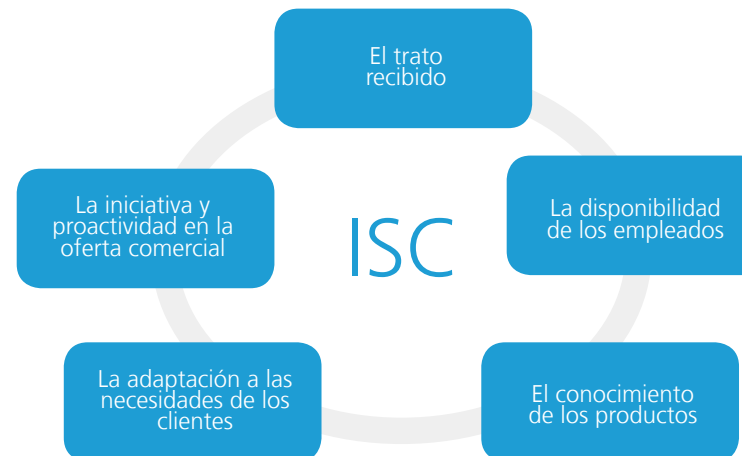 El trato
recibido
La disponibilidad
de los empleados
El conocimiento
de los productos
La adaptación a las
necesidades de los
clientes
La iniciativa y
proactividad en la
oferta comercial
ISC